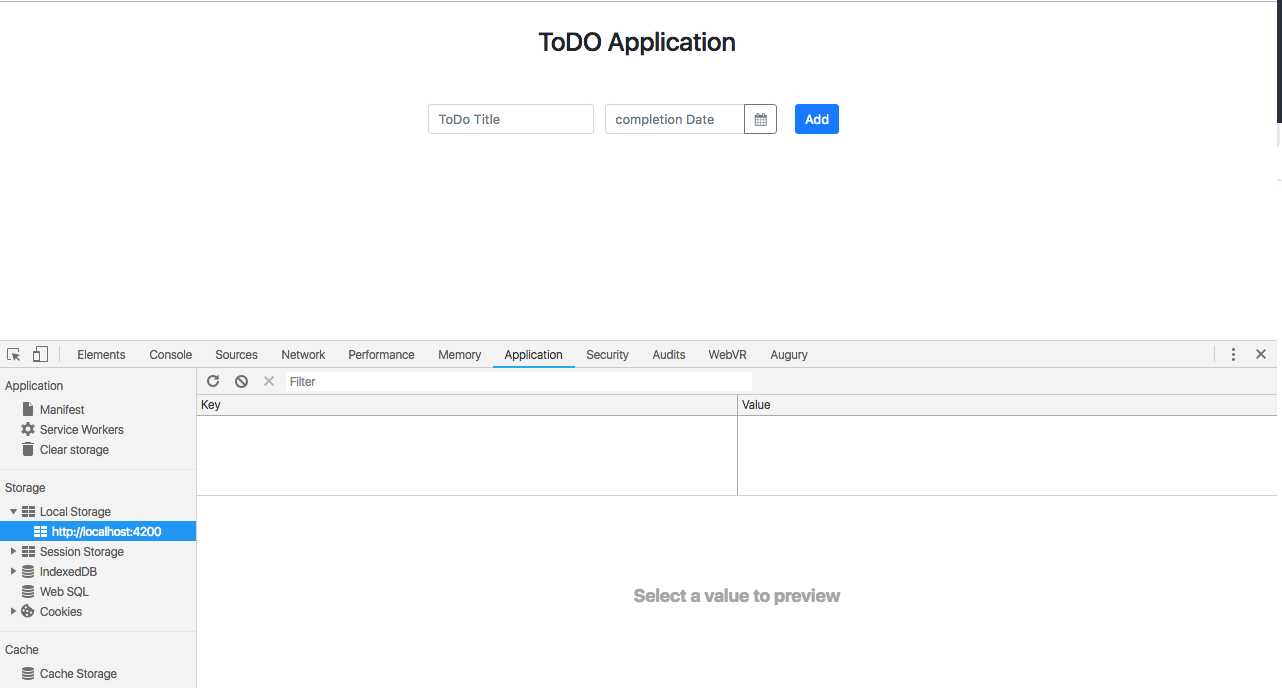 ToDO Application
ToDo Title completion Date Add
Elements Console Sources Network Performance Memory Application Security Audits WebVR Augury
Application
Filter
Key Value
Manifest
Service Workers
Clear storage
Storage
Local Storage
http://localhost:4200
Session Storage
IndexedDB
Web SQL
Select a value to preview
Cookies
Cache
Cache Storage